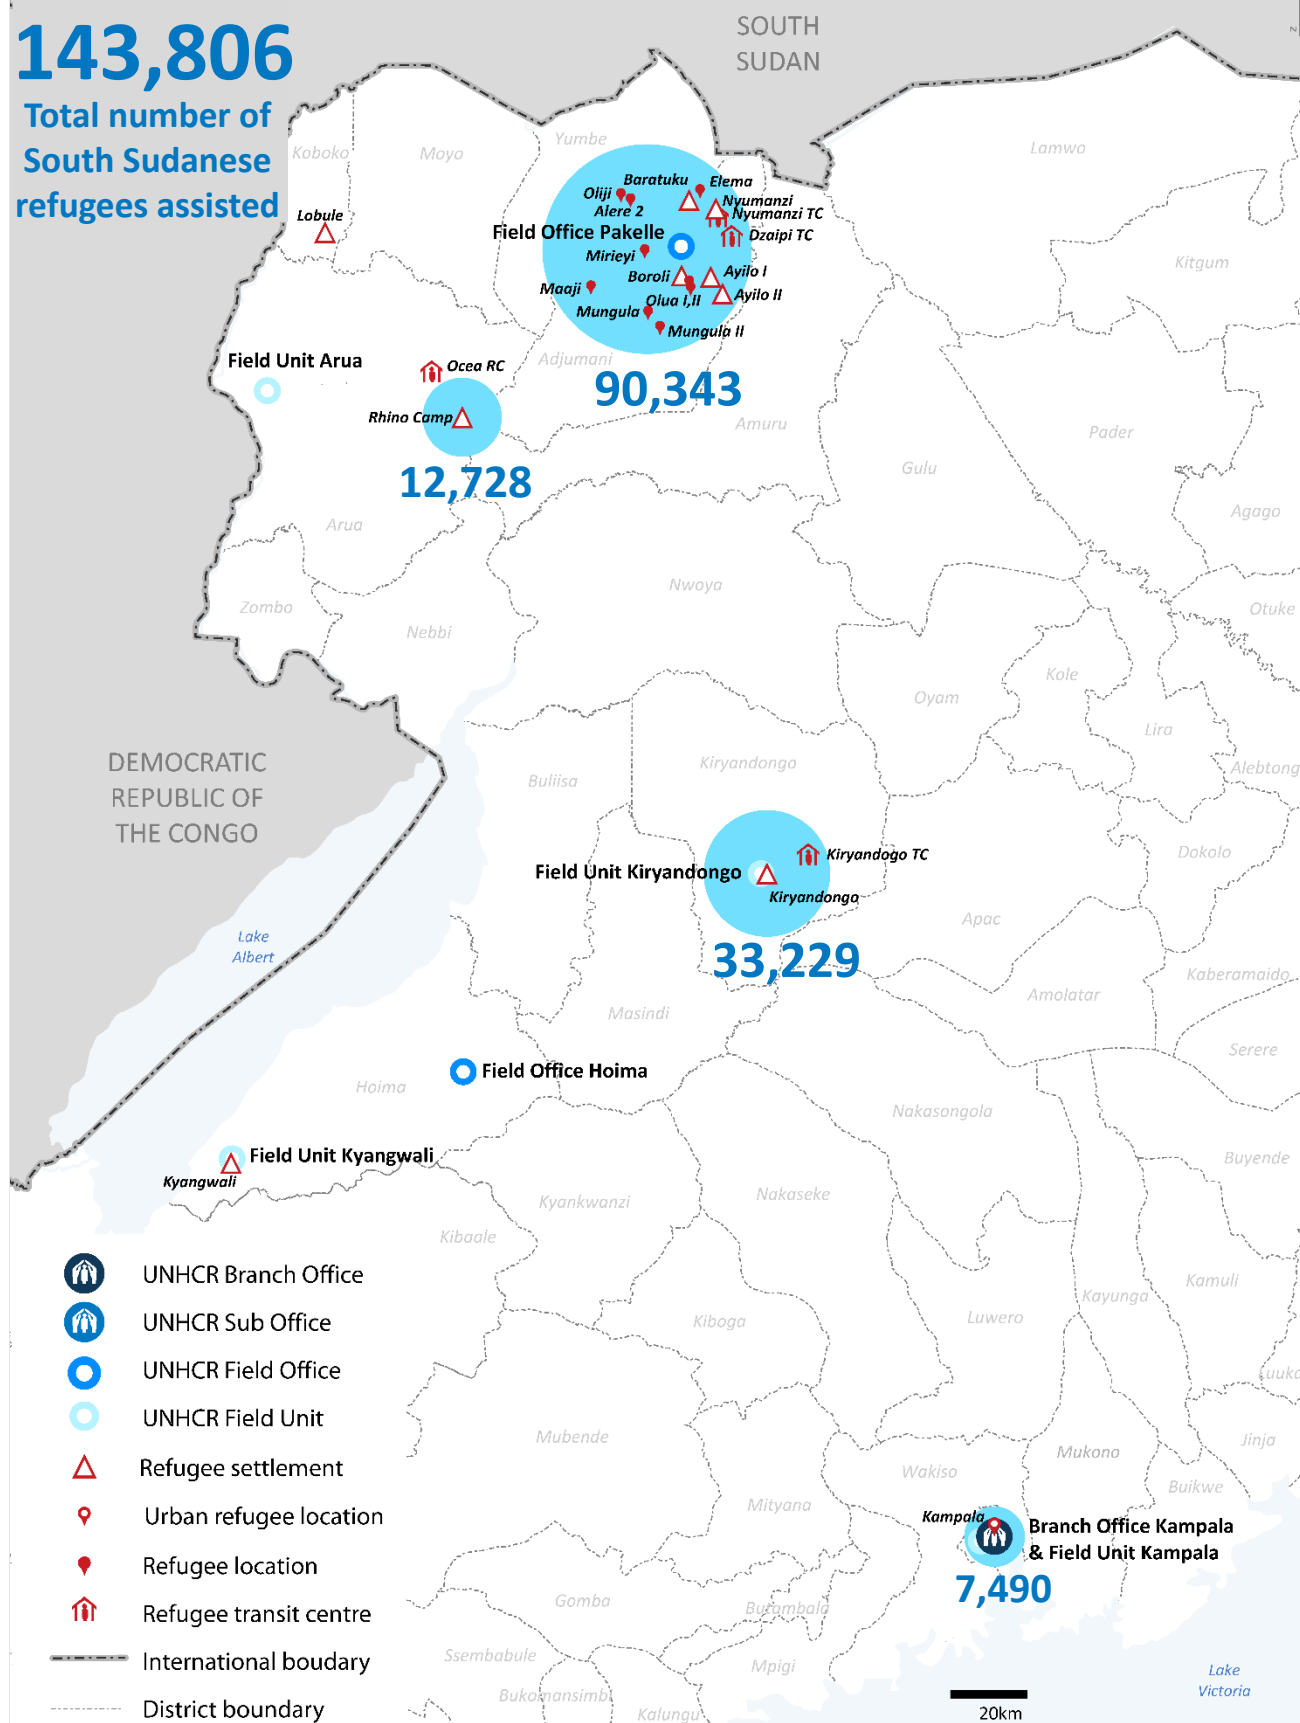 143,806
Total number of
South Sudanese
refugees assisted
SOUTH
SUDAN
N
Koboko
Moyo
Yumbe
Lamwo
Lobule
Baratuku
Elema
Oliji
Alere 2
Nyumanzi
Nyumanzi TC
Field Office Pakelle
Dzaipi TC
Mirieyi
Boroli
Ayilo I
Maaji
Olua I,II
Ayilo II
Mungula
Mungula II
Kitgum
Field Unit Arua
Ocea RC
Adjumani
90,343
Rhino Camp
Amuru
12,728
Pader
Gulu
Arua
Agago
Nwoya
Zombo
Nebbi
Otuke
Kole
Oyam
Lira
DEMOCRATIC
REPUBLIC OF
THE CONGO
Buliisa
Kiryandongo
Alebtong
Dokolo
Kiryandogo TC
Field Unit Kiryandongo
Kiryandongo
Apac
Lake
Albert
33,229
Kaberamaido
Amolatar
Masindi
Serere
Field Office Hoima
Hoima
Nakasongola
Field Unit Kyangwali
Kyangwali
Buyende
Kyankwanzi
Nakaseke
Kibaale
UNHCR Branch Office
Kamuli
Kayunga
UNHCR Sub Office
Kiboga
Luwero
UNHCR Field Office
Luuka
UNHCR Field Unit
Mubende
Mukono
Jinja
Refugee settlement
Wakiso
Buikwe
Mityana
Urban refugee location
Kampala
Branch Office Kampala
& Field Unit Kampala
Refugee location
7,490
Gomba
Butambala
Refugee transit centre
Ssembabule
Mpigi
International boudary
Lake
Victoria
Bukomansimbi
Kalungu
District boundary
20km